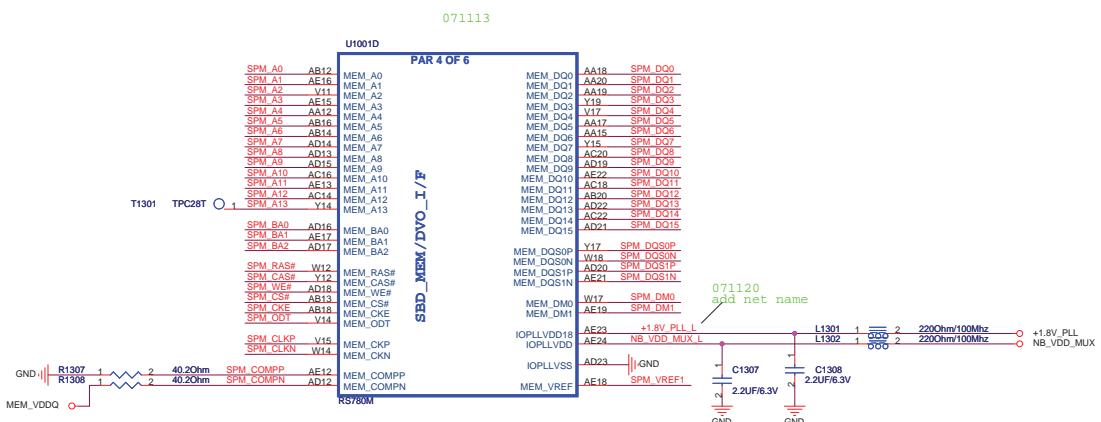 071113
U1001D
PAR 4 OF 6
SPM_A0 AB12 MEM_A0 MEM_DQ0 AA18 SPM_DQ0
SPM_A1 AE16 MEM_A1 MEM_DQ1 AA20 SPM_DQ1
SPM_A2 V11 MEM_A2 MEM_DQ2 AA19 SPM_DQ2
SPM_A3 AE15 MEM_A3 MEM_DQ3 Y19 SPM_DQ3
SPM_A4 AA12 MEM_A4 MEM_DQ4 V17 SPM_DQ4
SPM_A5 AB16 MEM_A5 MEM_DQ5 AA17 SPM_DQ5
SPM_A6 AB14 MEM_A6 MEM_DQ6 AA15 SPM_DQ6
SPM_A7 AD14 MEM_A7 MEM_DQ7 Y15 SPM_DQ7
SPM_A8 AD13 MEM_A8 MEM_DQ8 AC20 SPM_DQ8
SPM_A9 AD15 MEM_A9 MEM_DQ9 AD19 SPM_DQ9
SPM_A10 AC16 MEM_A10 MEM_DQ10 AE22 SPM_DQ10
SPM_A11 AE13 MEM_A11 MEM_DQ11 AC18 SPM_DQ11
SPM_A12 AC14 MEM_A12 MEM_DQ12 AB20 SPM_DQ12
T1301 TPC28T 1 SPM_A13 Y14 MEM_A13 MEM_DQ13 AD22 SPM_DQ13
MEM_DQ14 AC22 SPM_DQ14
SPM_BA0 AD16 MEM_BA0 MEM_DQ15 AD21 SPM_DQ15
SPM_BA1 AE17 MEM_BA1
SPM_BA2 AD17 MEM_BA2 MEM_DQS0P Y17 SPM_DQS0P
MEM_DQS0N W18 SPM_DQS0N
SPM_RAS# W12 MEM_RAS# MEM_DQS1P AD20 SPM_DQS1P
SPM_CAS# Y12 MEM_CAS# MEM_DQS1N AE21 SPM_DQS1N
SPM_WE# AD18 MEM_WE#
SPM_CS# AB13 MEM_CS# MEM_DM0 W17 SPM_DM0
SPM_CKE AB18 MEM_CKE MEM_DM1 AE19 SPM_DM1
SPM_ODT V14 MEM_ODT
SBD_MEM/DVO_I/F
071120
add net name
IOPLLVDD18 AE23 +1.8V_PLL_L L1301 1 2 220Ohm/100Mhz +1.8V_PLL
SPM_CLKP V15 MEM_CKP IOPLLVDD AE24 NB_VDD_MUX_L L1302 1 2 220Ohm/100Mhz NB_VDD_MUX
SPM_CLKN W14 MEM_CKN
IOPLLVSS AD23 GND
GND R1307 1 2 40.2Ohm SPM_COMPP AE12 MEM_COMPP
R1308 1 2 40.2Ohm SPM_COMPN AD12 MEM_COMPN MEM_VREF AE18 SPM_VREF1
1 C1307 2 2.2UF/6.3V
1 C1308 2 2.2UF/6.3V
RS780M
MEM_VDDQ
GND GND